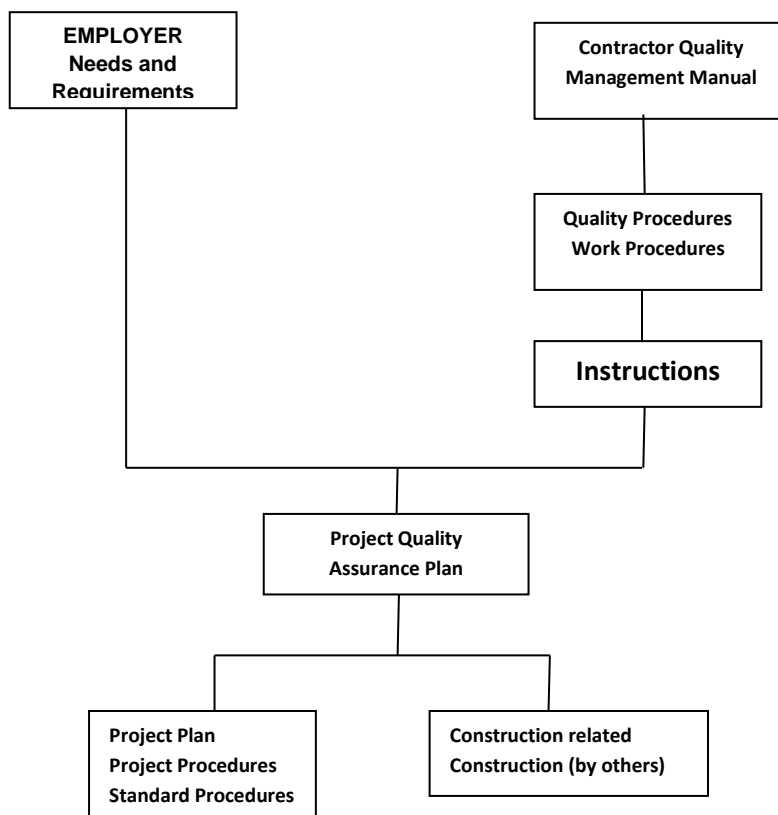 EMPLOYER
Needs and
Requirements
Contractor Quality
Management Manual
Quality Procedures
Work Procedures
Instructions
Project Quality
Assurance Plan
Project Plan
Project Procedures
Standard Procedures
Construction related
Construction (by others)